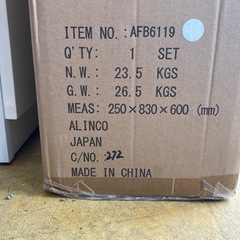 ITEM NO.:AFB6119
Q'TY: 1 SET
N.W.: 23.5 KGS
G.W.: 26.5 KGS
MEAS: 250×830×600 (mm)
ALINCO
JAPAN
C/NO.: 272
MADE IN CHINA